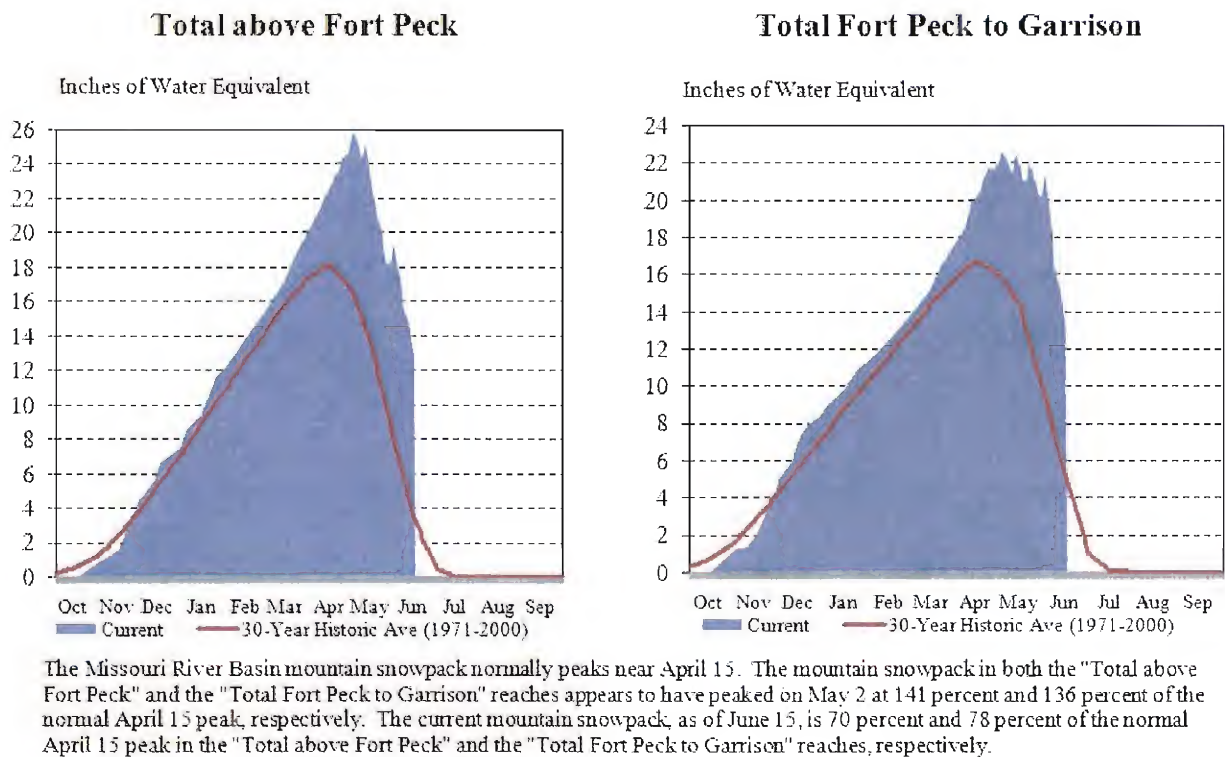 Total above Fort Peck
Inches of Water Equivalent
26
24
22
20
18
16
14
12
10
8
6
4
2
0
Oct Nov Dec Jan Feb Mar Apr May Jun Jul Aug Sep
Current 30-Year Historic Ave (1971-2000)
Total Fort Peck to Garrison
Inches of Water Equivalent
24
22
20
18
16
14
12
10
8
6
4
2
0
Oct Nov Dec Jan Feb Mar Apr May Jun Jul Aug Sep
Current 30-Year Historic Ave (1971-2000)
The Missouri River Basin mountain snowpack normally peaks near April 15. The mountain snowpack in both the "Total above
Fort Peck" and the "Total Fort Peck to Garrison" reaches appears to have peaked on May 2 at 141 percent and 136 percent of the
normal April 15 peak, respectively. The current mountain snowpack, as of June 15, is 70 percent and 78 percent of the normal
April 15 peak in the "Total above Fort Peck" and the "Total Fort Peck to Garrison" reaches, respectively.